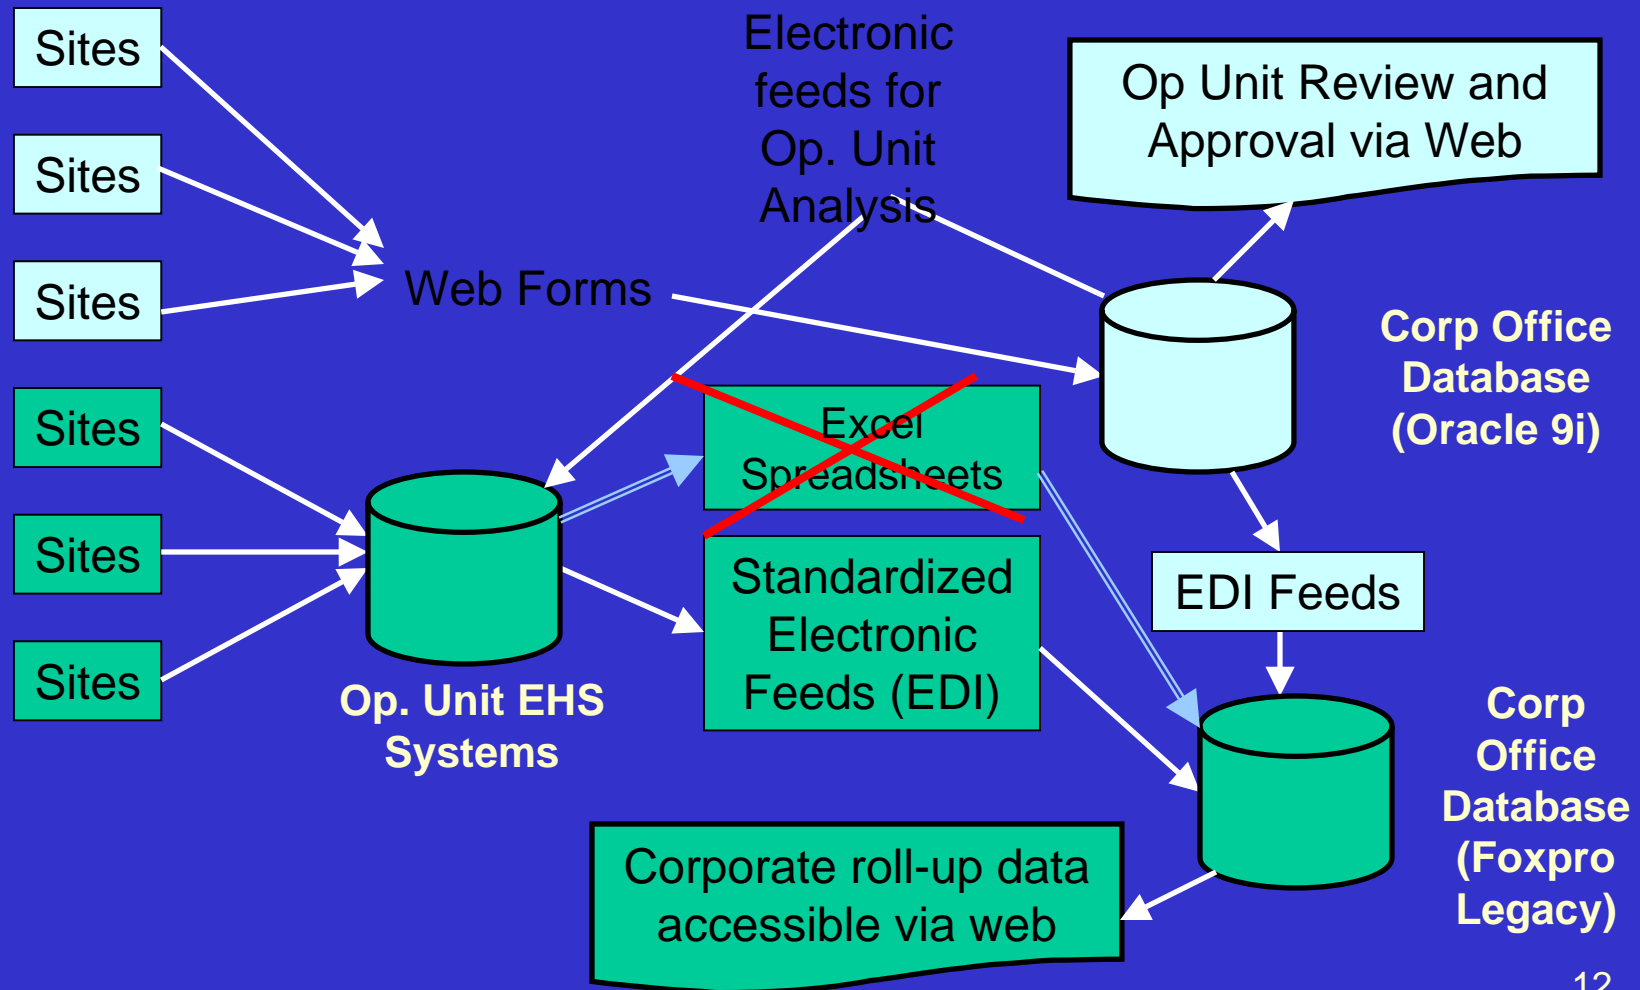 Sites
Sites
Sites
Sites
Sites
Sites
Web Forms
Electronic
feeds for
Op. Unit
Analysis
Op Unit Review and
Approval via Web
Corp Office
Database
(Oracle 9i)
Excel
Spreadsheets
Standardized
Electronic
Feeds (EDI)
EDI Feeds
Op. Unit EHS
Systems
Corp
Office
Database
(Foxpro
Legacy)
Corporate roll-up data
accessible via web
12